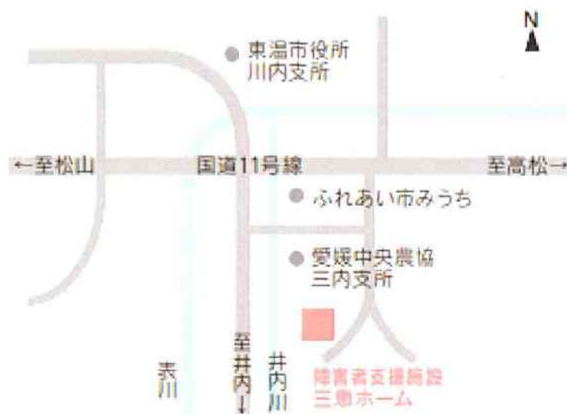 N
東温市役所
川内支所
←至松山
国道11号線
至高松→
ふれあい市みうち
愛媛中央農協
三内支所
表川
至井内↓
井内川
障害者支援施設
三恵ホーム